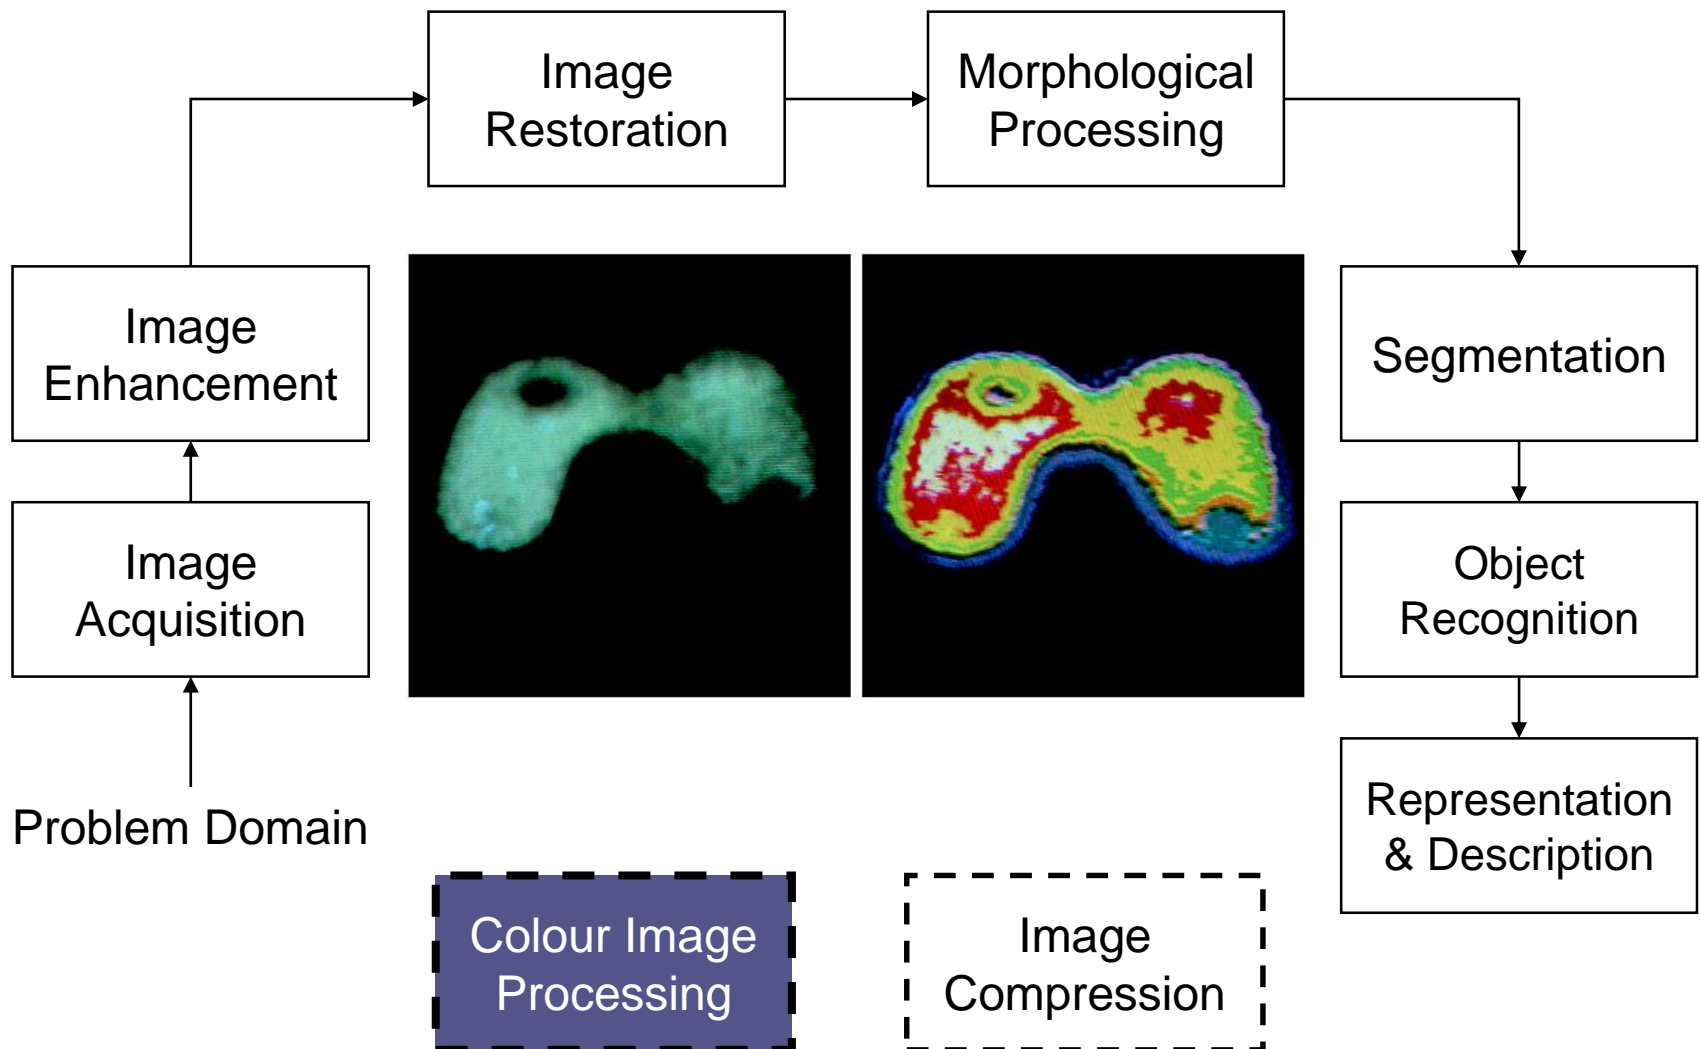 Image
Restoration
Morphological
Processing
Image
Enhancement
Segmentation
Image
Acquisition
Object
Recognition
Problem Domain
Representation
& Description
Colour Image
Processing
Image
Compression